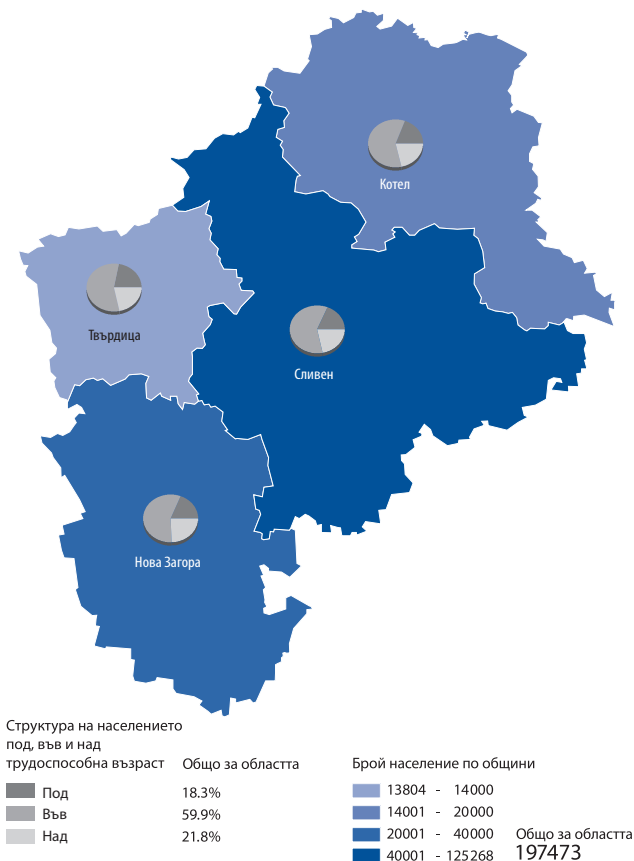 Котел
Твърдица
Сливен
Нова Загора
Структура на населението
под, във и над
трудоспособна възраст Общо за областта
Под 18.3%
Във 59.9%
Над 21.8%
Брой население по общини
13804 - 14000
14001 - 20000
20001 - 40000
40001 - 125268
Общо за областта
197473